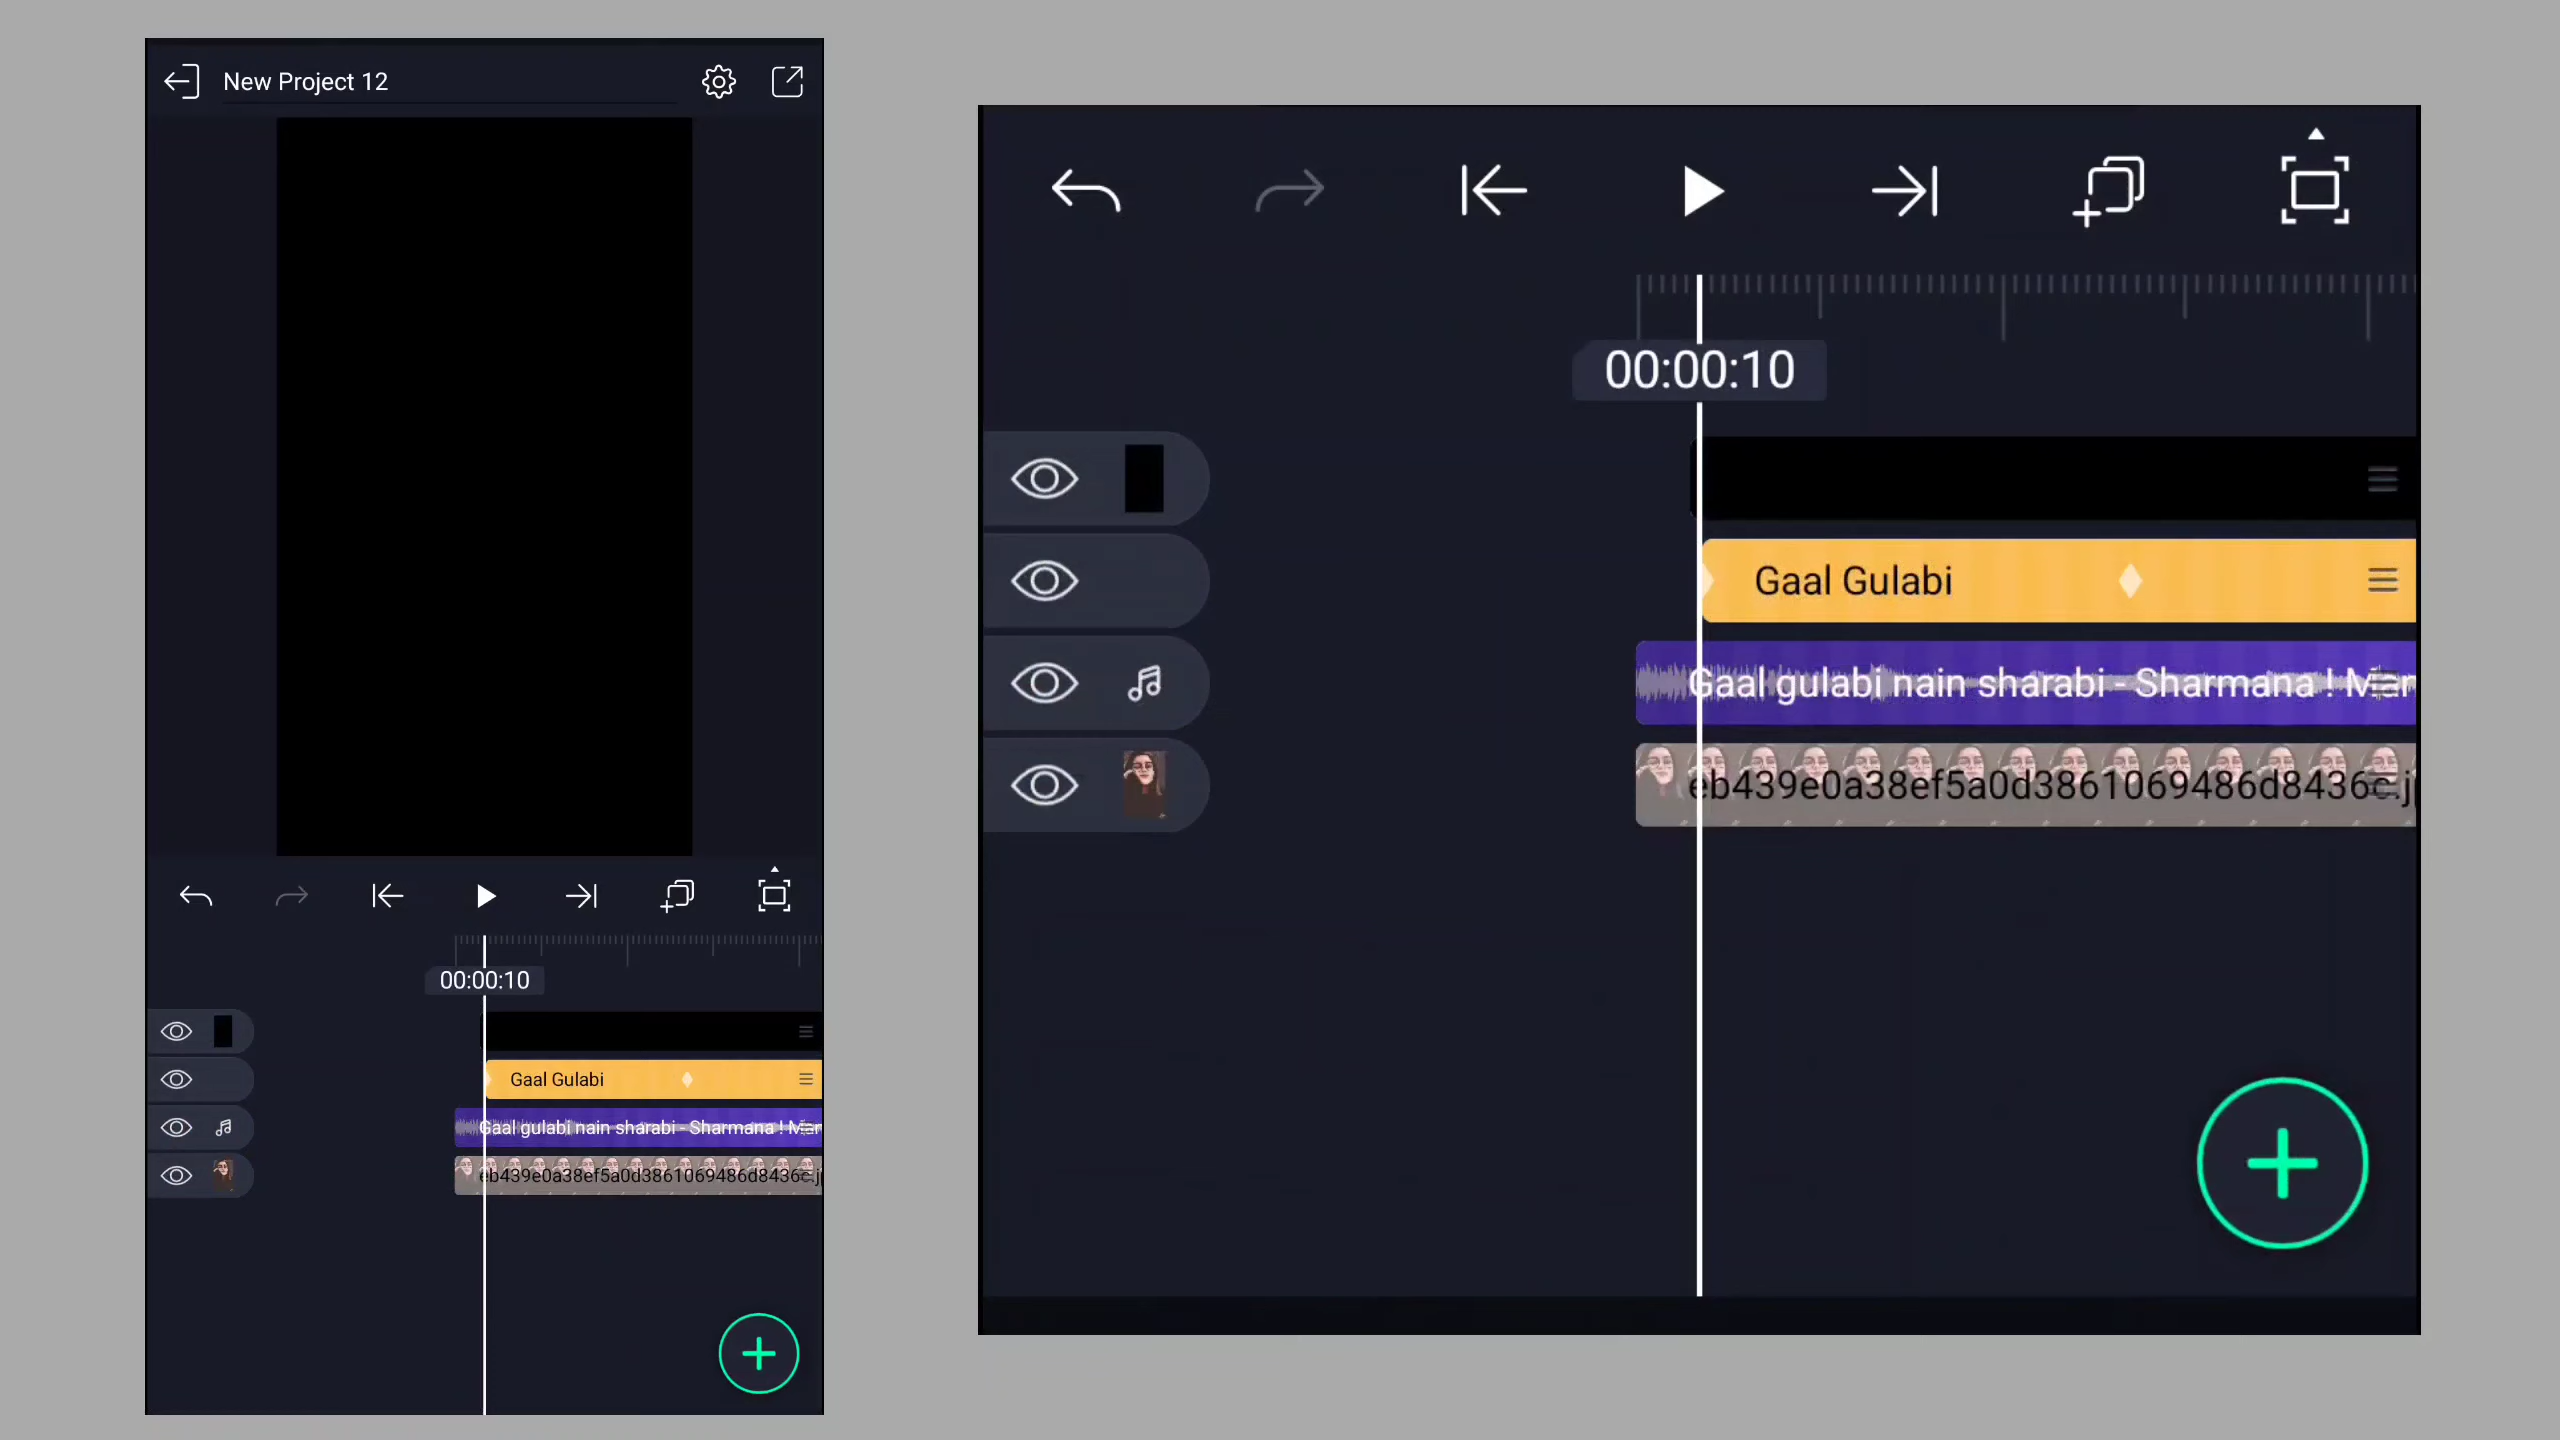 New Project 12
00:00:10
Gaal Gulabi
Gaal gulabi nain sharabi - Sharmana ! Mar
eb439e0a38ef5a0d3861069486d8436c.j
00:00:10
Gaal Gulabi
Gaal gulabi nain sharabi - Sharmana ! Mar
eb439e0a38ef5a0d3861069486d8436c.j